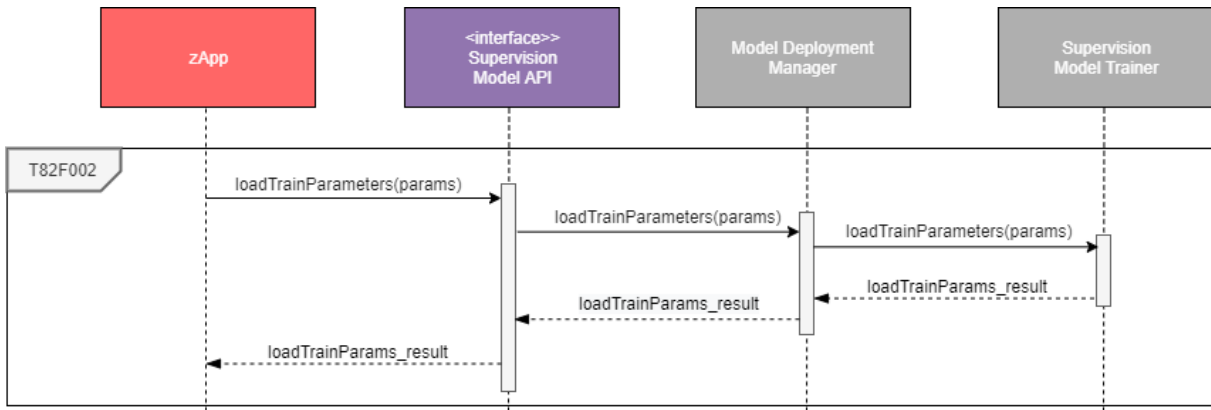 zApp
<interface>>
Supervision
Model API
Model Deployment
Manager
Supervision
Model Trainer
T82F002
loadTrainParameters(params)
loadTrainParameters(params)
loadTrainParameters(params)
loadTrainParams_result
loadTrainParams_result
loadTrainParams_result